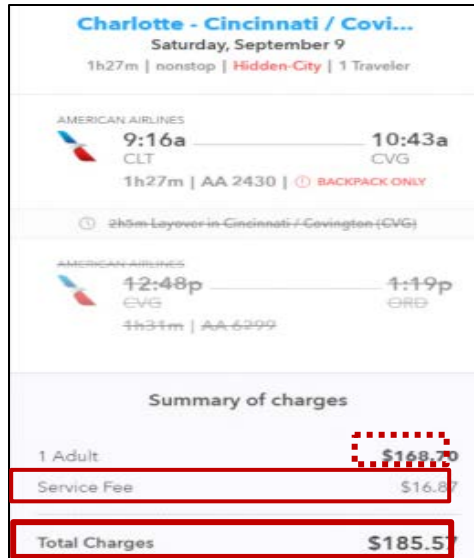 Charlotte - Cincinnati / Covi...
Saturday, September 9
1h27m | nonstop | Hidden-City | 1 Traveler
AMERICAN AIRLINES
9:16a 10:43a
CLT CVG
1h27m | AA 2430 | BACKPACK ONLY
2h5m Layover in Cincinnati / Covington (CVG)
AMERICAN AIRLINES
12:48p 1:19p
CVG ORD
1h31m | AA 6299
Summary of charges
1 Adult $168.70
Service Fee $16.87
Total Charges $185.57